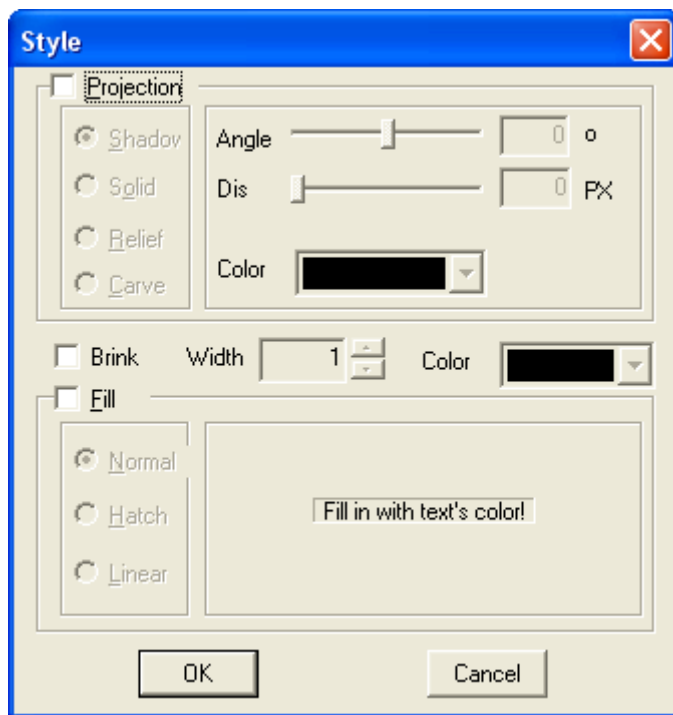 Style
Projection
Shadov
Angle 0 o
Solid
Dis 0 PX
Relief
Color
Carve
Brink Width 1 Color
Fill
Normal
Fill in with text's color!
Hatch
Linear
OK Cancel